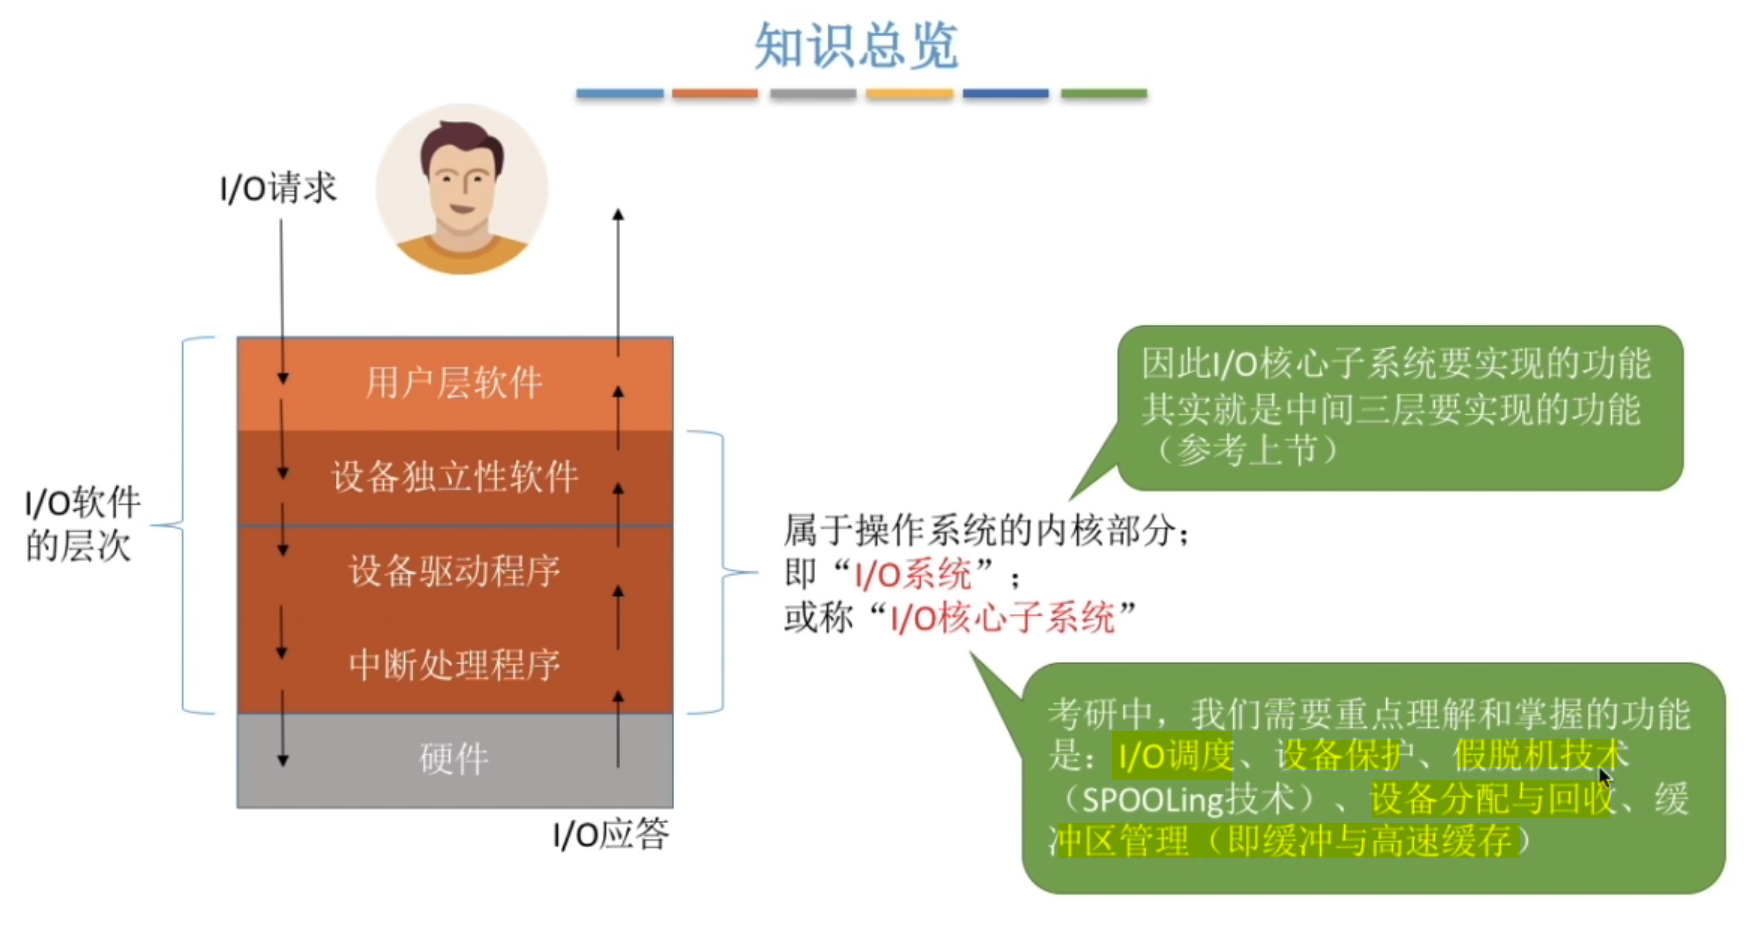 知识总览
I/O请求
用户层软件
设备独立性软件
设备驱动程序
中断处理程序
硬件
I/O应答
I/O软件
的层次
因此I/O核心子系统要实现的功能
其实就是中间三层要实现的功能
（参考上节）
属于操作系统的内核部分；
即“I/O系统”；
或称“I/O核心子系统”
考研中，我们需要重点理解和掌握的功能
是：I/O调度、设备保护、假脱机技术
（SPOOLing技术）、设备分配与回收、缓
冲区管理（即缓冲与高速缓存）